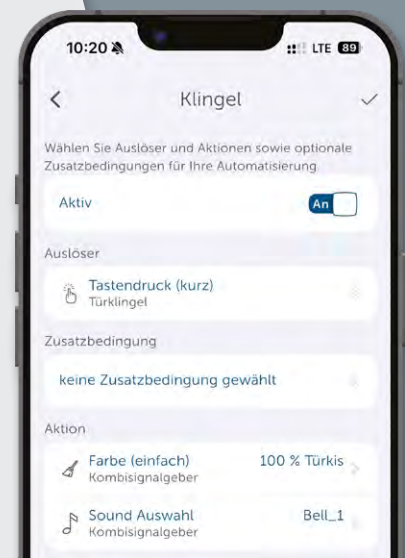 10:20
LTE 89
Klingel
Wählen Sie Auslöser und Aktionen sowie optionale
Zusatzbedingungen für Ihre Automatisierung
Aktiv
An
Auslöser
Tastendruck (kurz)
Türklingel
Zusatzbedingung
keine Zusatzbedingung gewählt
Aktion
Farbe (einfach) 100 % Türkis
Kombisignalgeber
Sound Auswahl Bell_1
Kombisignalgeber